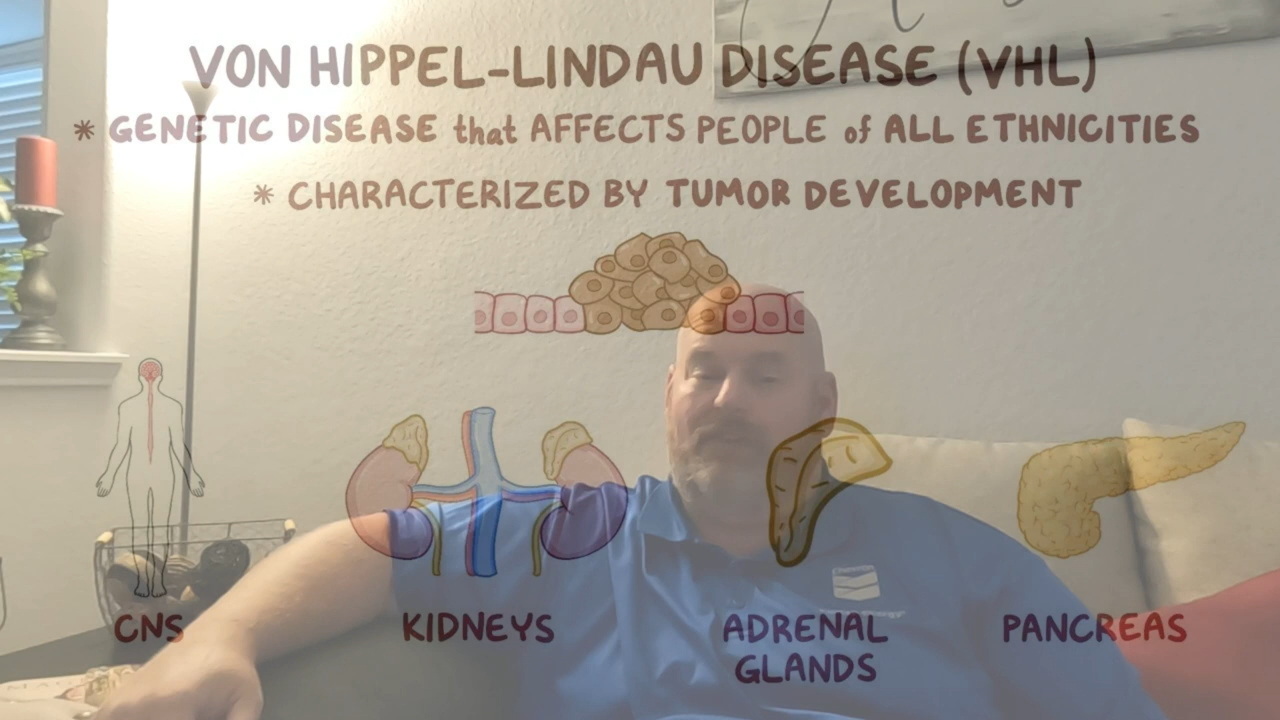 VON HIPPEL-LINDAU DISEASE (VHL)
* GENETIC DISEASE that AFFECTS PEOPLE of ALL ETHNICITIES
* CHARACTERIZED BY TUMOR DEVELOPMENT
CNS
KIDNEYS
ADRENAL
GLANDS
PANCREAS